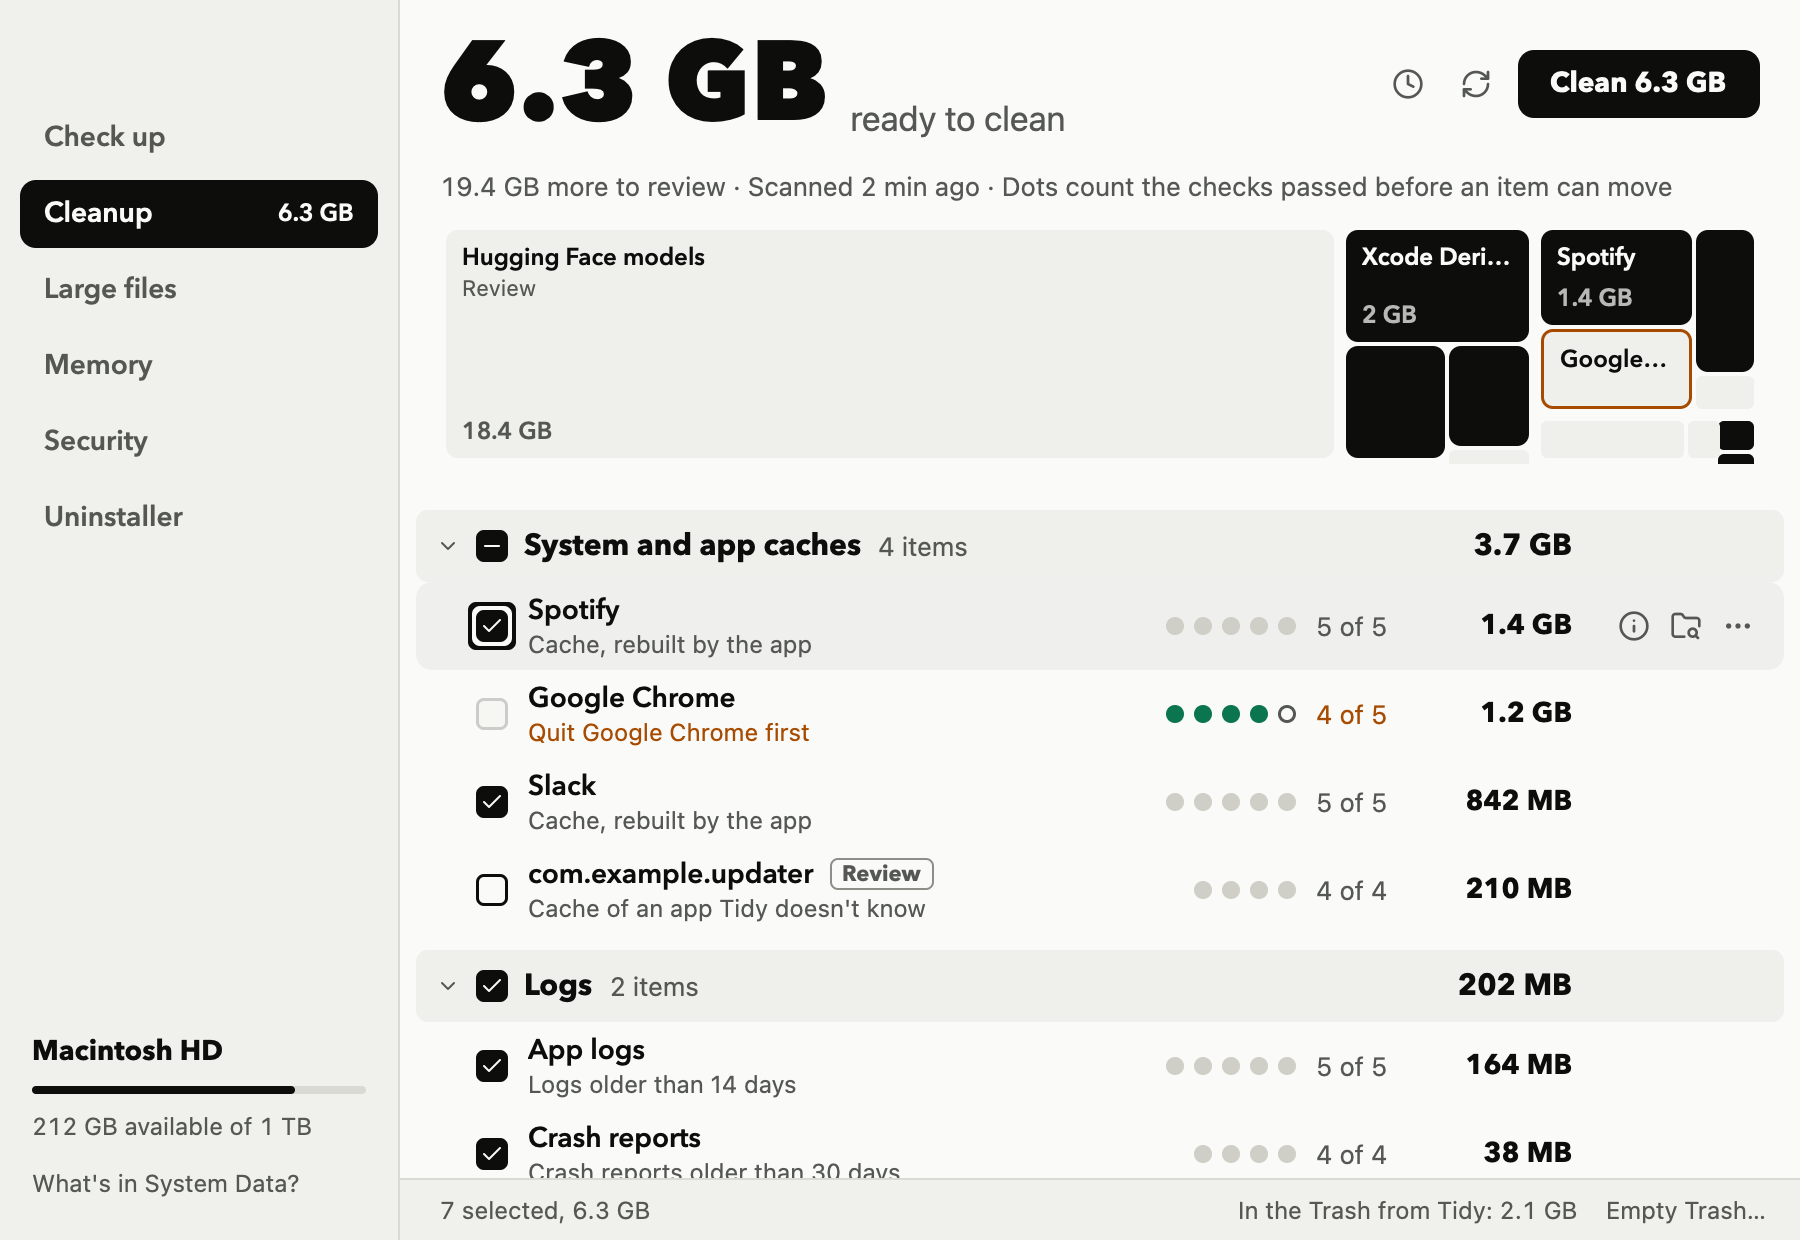 Check up
Cleanup 6.3 GB
Large files
Memory
Security
Uninstaller
Macintosh HD
212 GB available of 1 TB
What's in System Data?
6.3 GB ready to clean
Clean 6.3 GB
19.4 GB more to review · Scanned 2 min ago · Dots count the checks passed before an item can move
Hugging Face models
Review
18.4 GB
Xcode Deri...
2 GB
Spotify
1.4 GB
Google...
System and app caches 4 items 3.7 GB
Spotify
Cache, rebuilt by the app
5 of 5 1.4 GB
Google Chrome
Quit Google Chrome first
4 of 5 1.2 GB
Slack
Cache, rebuilt by the app
5 of 5 842 MB
com.example.updater Review
Cache of an app Tidy doesn't know
4 of 4 210 MB
Logs 2 items 202 MB
App logs
Logs older than 14 days
5 of 5 164 MB
Crash reports
Crash reports older than 30 days
4 of 4 38 MB
7 selected, 6.3 GB
In the Trash from Tidy: 2.1 GB Empty Trash...